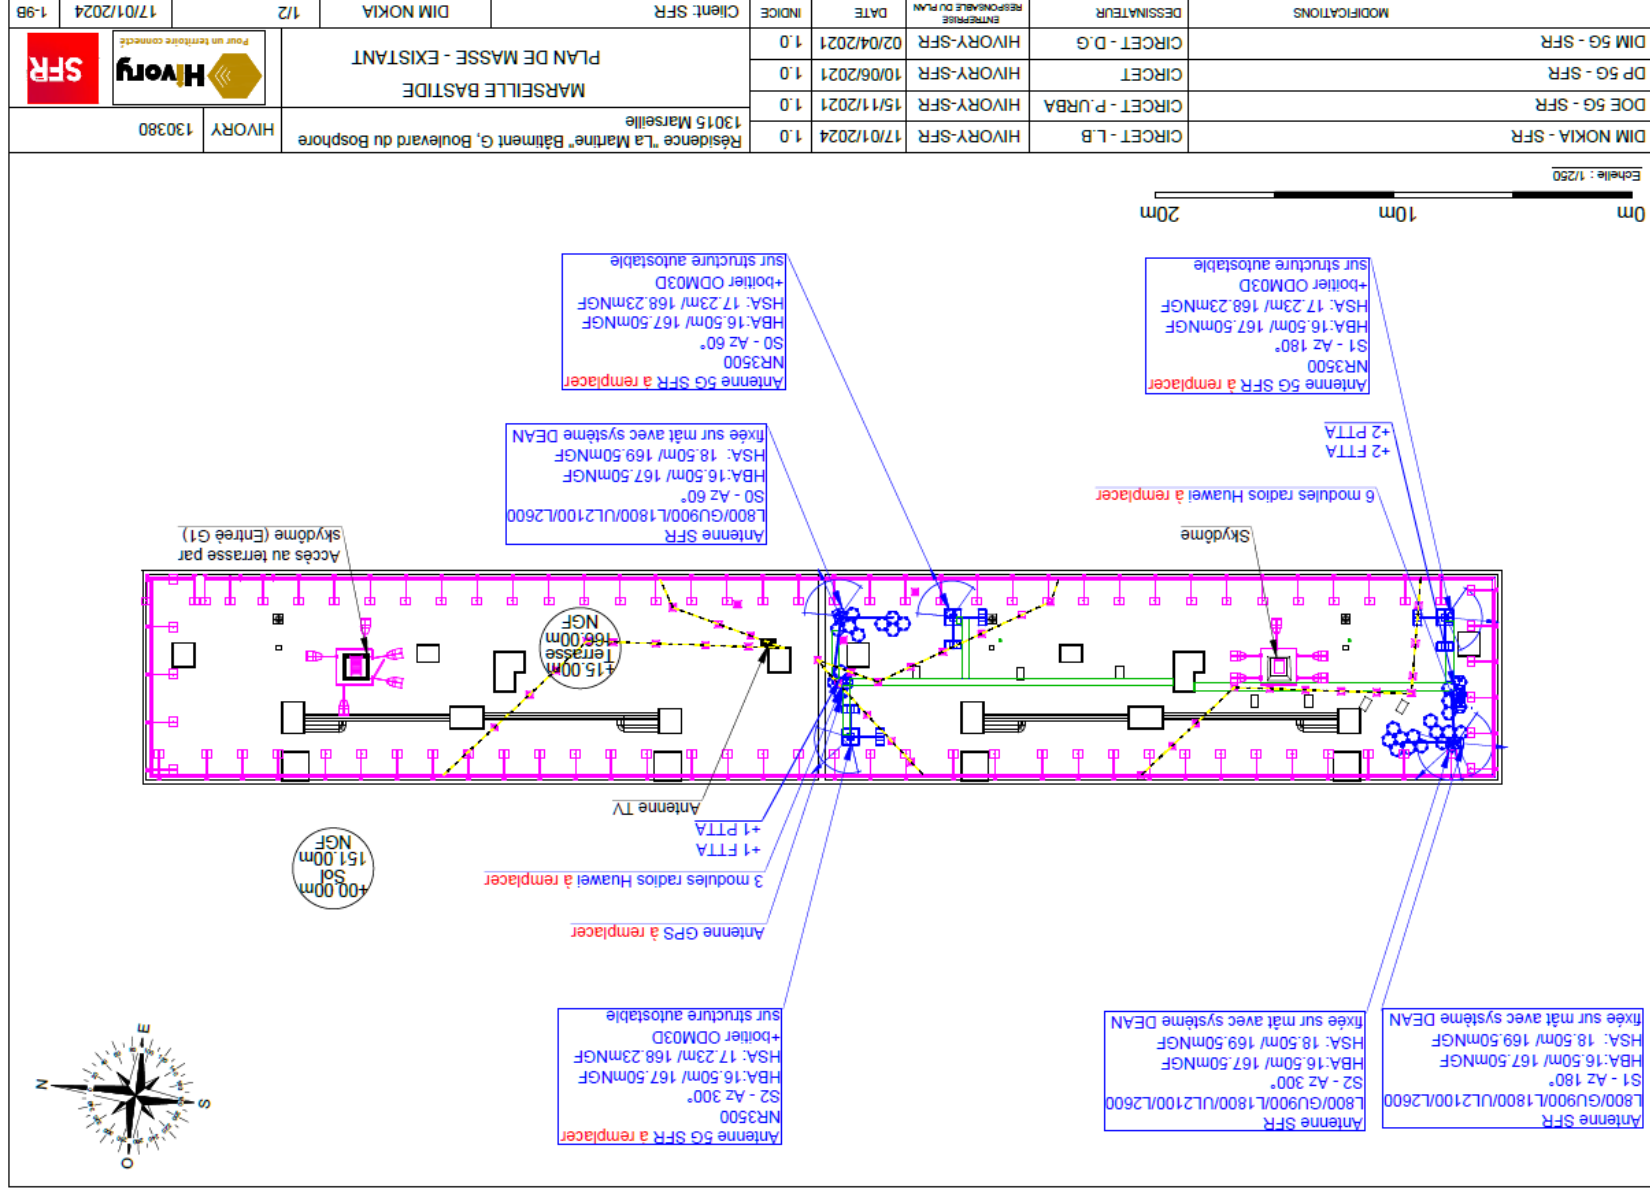 Antenne SFR
L800/GU900/L1800/UL2100/L2600
S1 - Az 180°
HBA:16.50m/ 167.50mNGF
HSA: 18.50m/ 169.50mNGF
fixée sur mât avec système DEAN
Antenne SFR
L800/GU900/L1800/UL2100/L2600
S2 - Az 300°
HBA:16.50m/ 167.50mNGF
HSA: 18.50m/ 169.50mNGF
fixée sur mât avec système DEAN
Antenne 5G SFR à remplacer
NR3500
S2 - Az 300°
HBA:16.50m/ 167.50mNGF
HSA: 17.23m/ 168.23mNGF
+boitier ODM03D
sur structure autostable
O
S
N
E
Antenne GPS à remplacer
3 modules radios Huawei à remplacer
+1 FTTA
+1 PTTA
Antenne TV
+00.00m
Sol
151.00m
NGF
+15.00m
Terrasse
166.00m
NGF
Skydôme
Accès au terrasse par
skydôme (Entreè G1)
6 modules radios Huawei à remplacer
+2 FTTA
+2 PTTA
Antenne SFR
L800/GU900/L1800/UL2100/L2600
S0 - Az 60°
HBA:16.50m/ 167.50mNGF
HSA: 18.50m/ 169.50mNGF
fixée sur mât avec système DEAN
Antenne 5G SFR à remplacer
NR3500
S1 - Az 180°
HBA:16.50m/ 167.50mNGF
HSA: 17.23m/ 168.23mNGF
+boitier ODM03D
sur structure autostable
Antenne 5G SFR à remplacer
NR3500
S0 - Az 60°
HBA:16.50m/ 167.50mNGF
HSA: 17.23m/ 168.23mNGF
+boitier ODM03D
sur structure autostable
0m 10m 20m
Echelle : 1/250
DIM NOKIA - SFR CIRCET - L.B HIVORY-SFR 17/01/2024 1.0
DOE 5G - SFR CIRCET - P.URBA HIVORY-SFR 15/11/2021 1.0
DP 5G - SFR CIRCET HIVORY-SFR 10/06/2021 1.0
DIM 5G - SFR CIRCET - D.G HIVORY-SFR 02/04/2021 1.0
MODIFICATIONS DESSINATEUR ENTREPRISE RESPONSABLE DU PLAN DATE INDICE
Résidence "La Martine" Bâtiment G, Boulevard du Bosphore
13015 Marseille
HIVORY 130380
MARSEILLE BASTIDE
PLAN DE MASSE - EXISTANT
Hivory
Pour un territoire connecté
SFR
Client: SFR DIM NOKIA 1/2 17/01/2024 1-9B